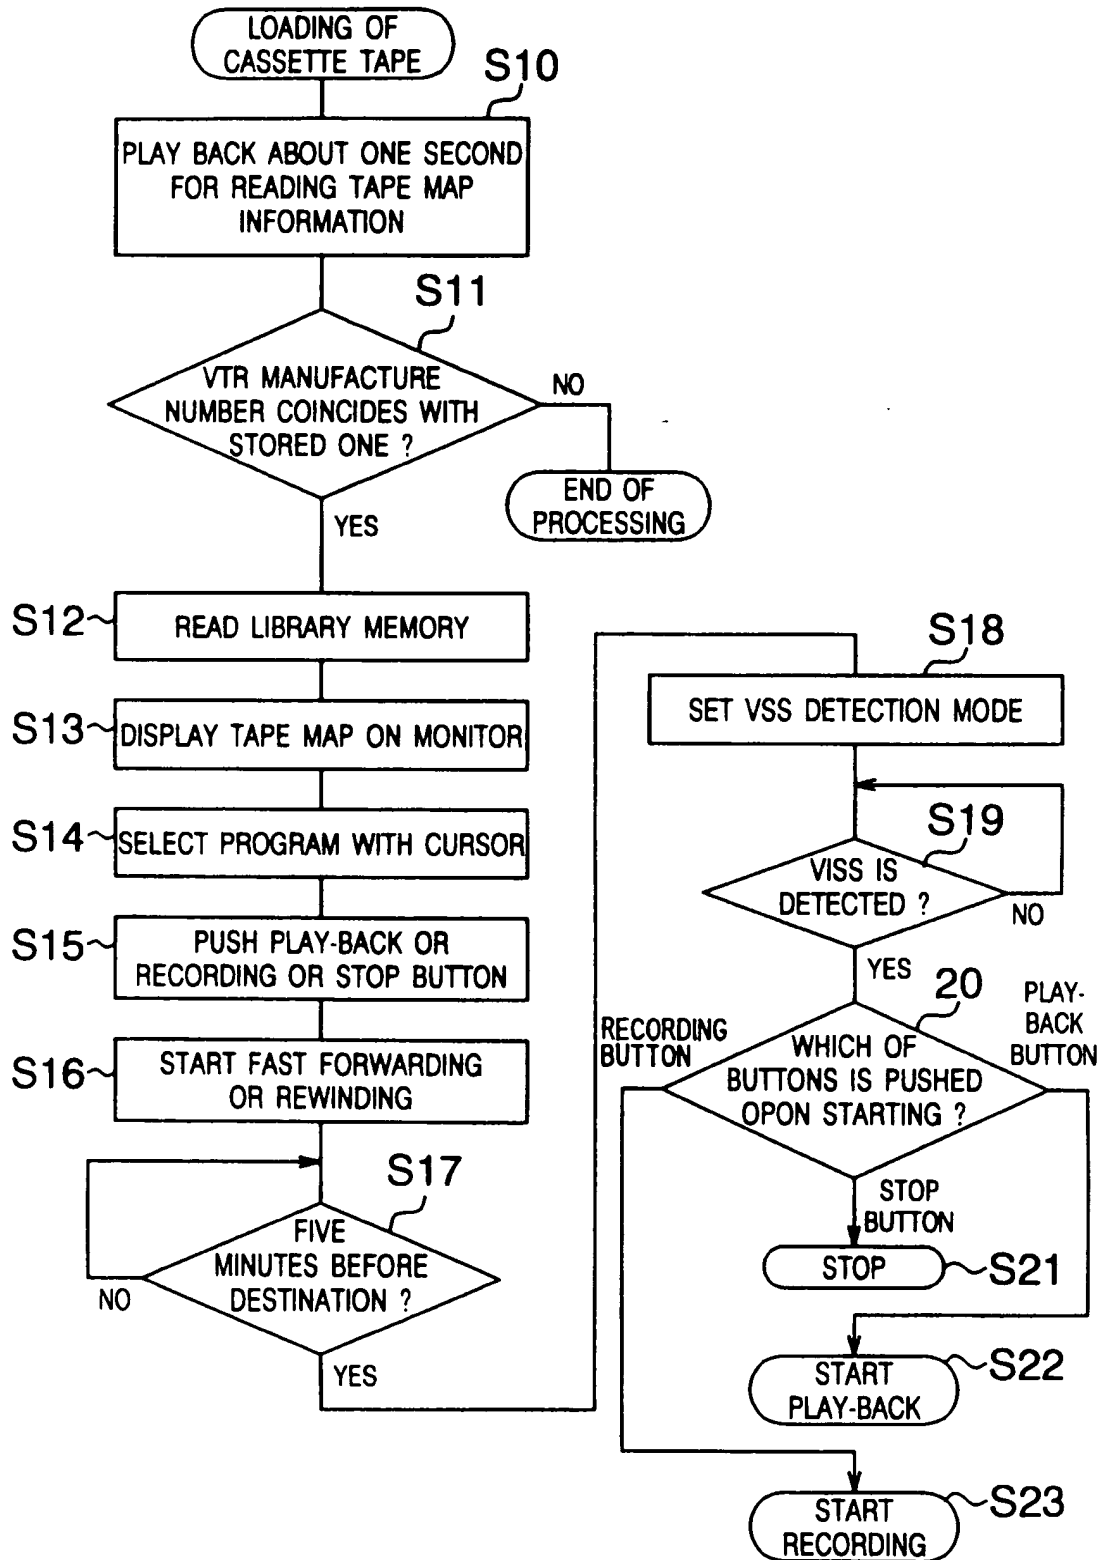 LOADING OF
CASSETTE TAPE
S10
PLAY BACK ABOUT ONE SECOND
FOR READING TAPE MAP
INFORMATION
S11
VTR MANUFACTURE
NUMBER COINCIDES WITH
STORED ONE ?
NO
END OF
PROCESSING
YES
S12
READ LIBRARY MEMORY
S13
DISPLAY TAPE MAP ON MONITOR
S14
SELECT PROGRAM WITH CURSOR
S15
PUSH PLAY-BACK OR
RECORDING OR STOP BUTTON
S16
START FAST FORWARDING
OR REWINDING
S17
FIVE
MINUTES BEFORE
DESTINATION ?
NO
YES
S18
SET VSS DETECTION MODE
S19
VISS IS
DETECTED ?
NO
YES
20
WHICH OF
BUTTONS IS PUSHED
OPON STARTING ?
RECORDING
BUTTON
PLAY-
BACK
BUTTON
STOP
BUTTON
STOP
S21
START
PLAY-BACK
S22
START
RECORDING
S23